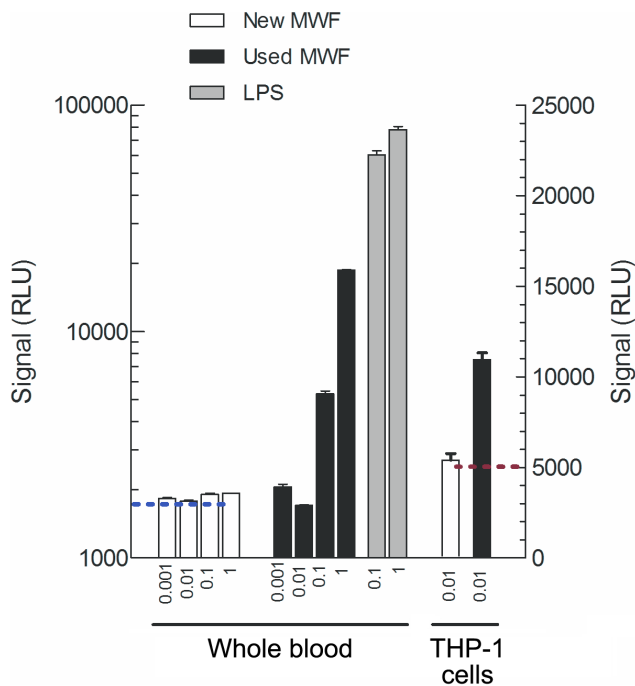 New MWF
Used MWF
LPS
100000
10000
1000
Signal (RLU)
25000
20000
15000
10000
5000
0
Signal (RLU)
0.001
0.01
0.1
1
0.001
0.01
0.1
1
0.1
1
0.01
0.01
Whole blood
THP-1
cells